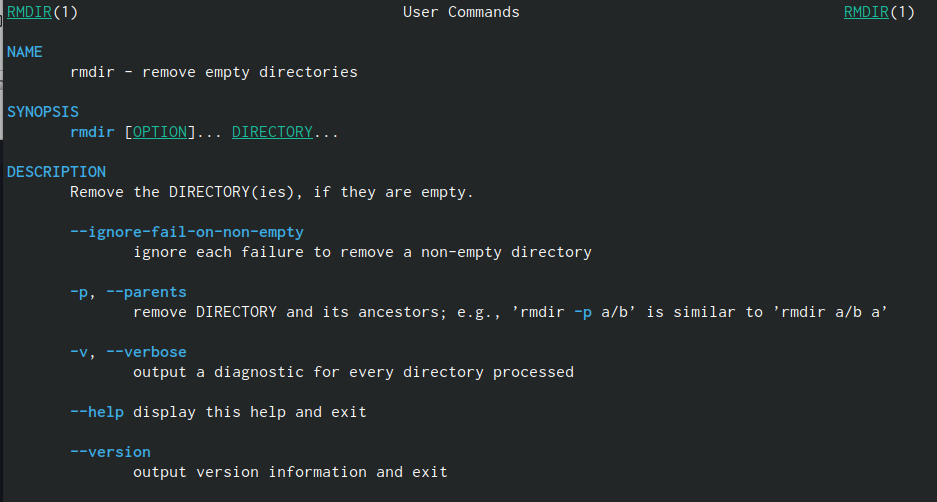 RMDIR(1) User Commands RMDIR(1)
NAME
rmdir - remove empty directories
SYNOPSIS
rmdir [OPTION]... DIRECTORY...
DESCRIPTION
Remove the DIRECTORY(ies), if they are empty.
--ignore-fail-on-non-empty
ignore each failure to remove a non-empty directory
-p, --parents
remove DIRECTORY and its ancestors; e.g., ’rmdir -p a/b’ is similar to ’rmdir a/b a’
-v, --verbose
output a diagnostic for every directory processed
--help display this help and exit
--version
output version information and exit